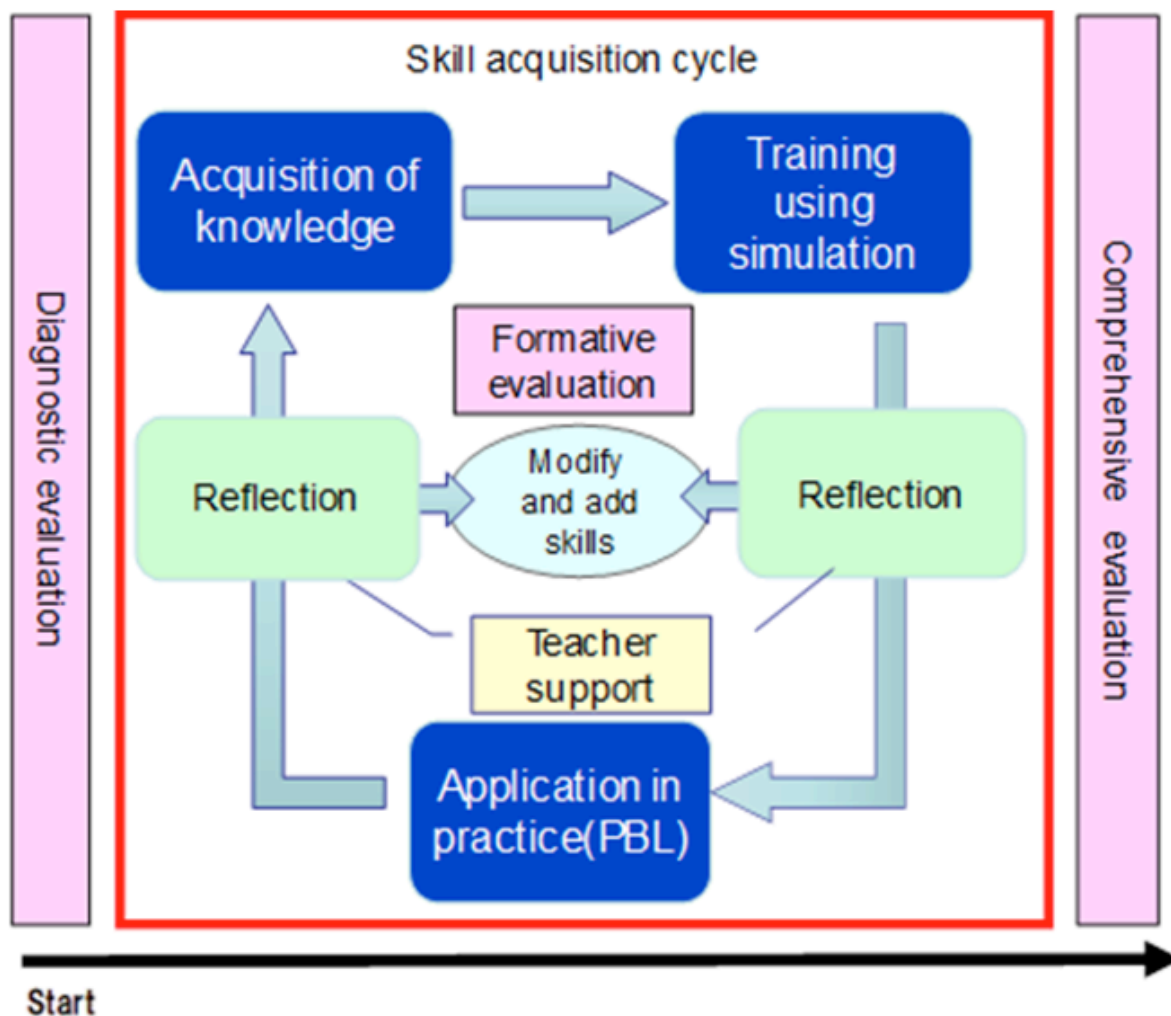 Skill acquisition cycle
Acquisition of
knowledge
Training
using
simulation
Diagnostic evaluation
Formative
evaluation
Comprehensive evaluation
Reflection
Modify
and add
skills
Reflection
Teacher
support
Application in
practice(PBL)
Start